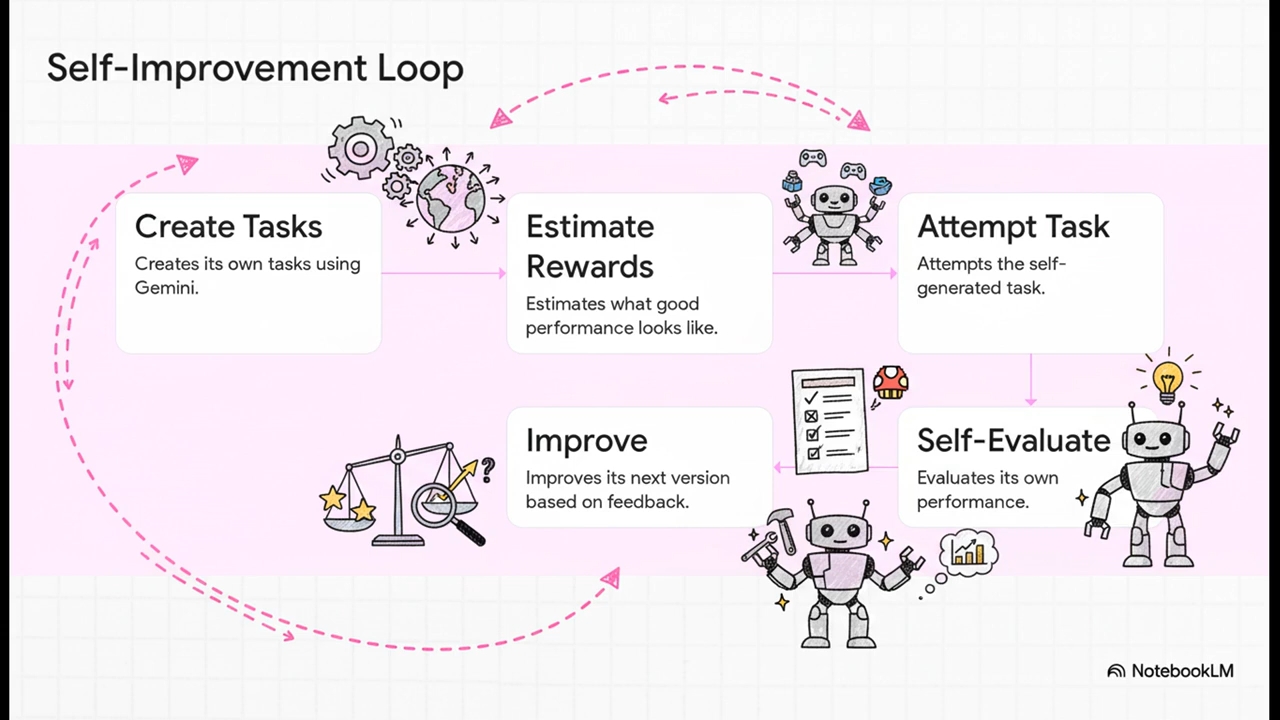 Self-Improvement Loop
Create Tasks
Creates its own tasks using
Gemini.
Estimate
Rewards
Estimates what good
performance looks like.
Attempt Task
Attempts the self-
generated task.
Self-Evaluate
Evaluates its own
performance.
Improve
Improves its next version
based on feedback.
?
NotebookLM